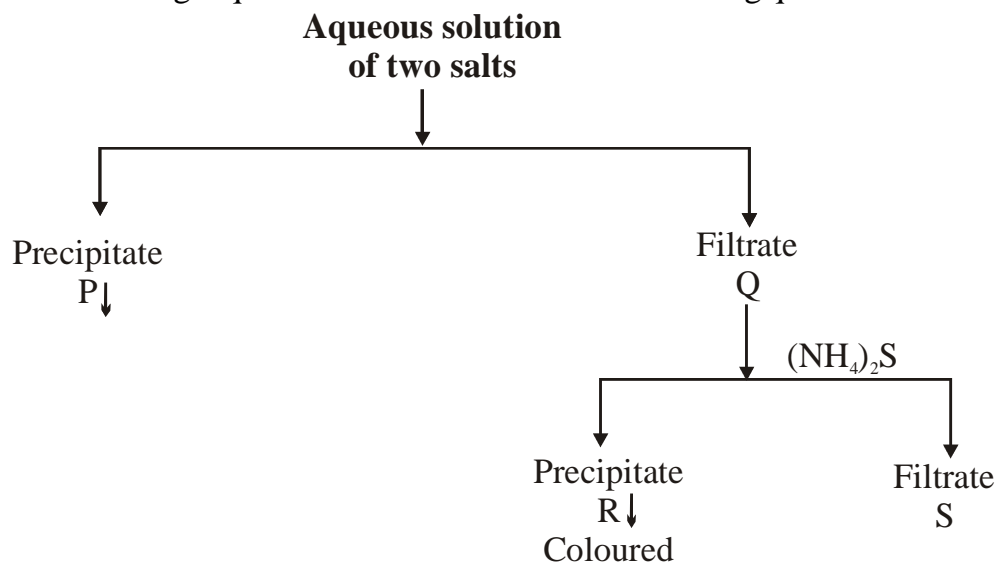 Aqueous solution
of two salts
Precipitate
P↓
Filtrate
Q
(NH₄)₂S
Precipitate
R↓
Coloured
Filtrate
S